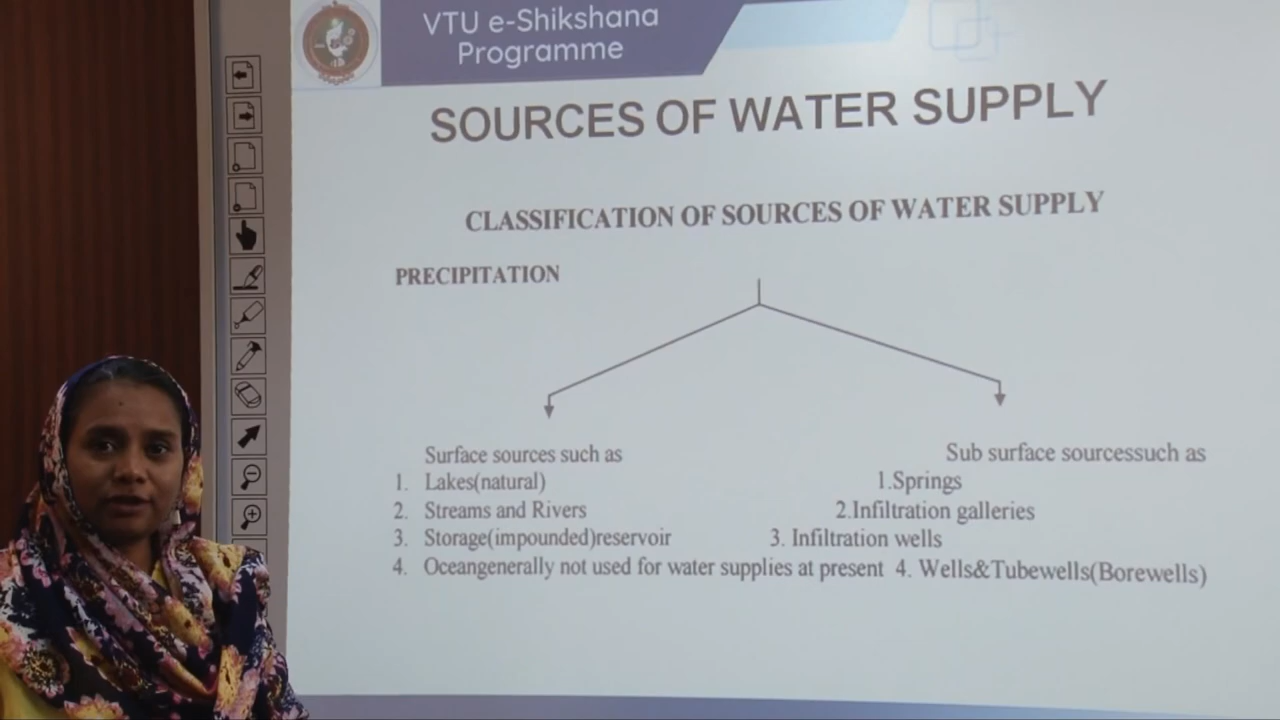 VTU e-Shikshana
Programme
SOURCES OF WATER SUPPLY
CLASSIFICATION OF SOURCES OF WATER SUPPLY
PRECIPITATION
Surface sources such as
1. Lakes(natural)
2. Streams and Rivers
3. Storage(impounded)reservoir
4. Oceangenerally not used for water supplies at present
Sub surface sourcessuch as
1.Springs
2.Infiltration galleries
3. Infiltration wells
4. Wells&Tubewells(Borewells)